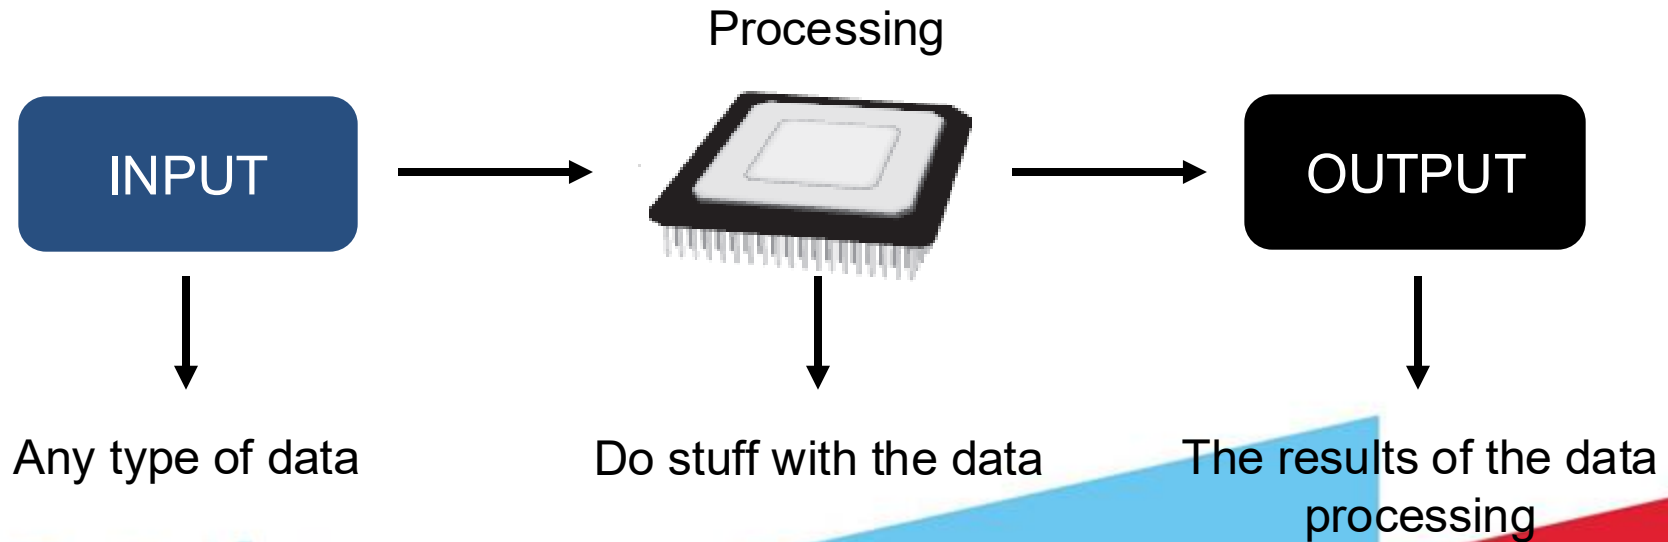 Processing
INPUT
OUTPUT
Any type of data
Do stuff with the data
The results of the data
processing